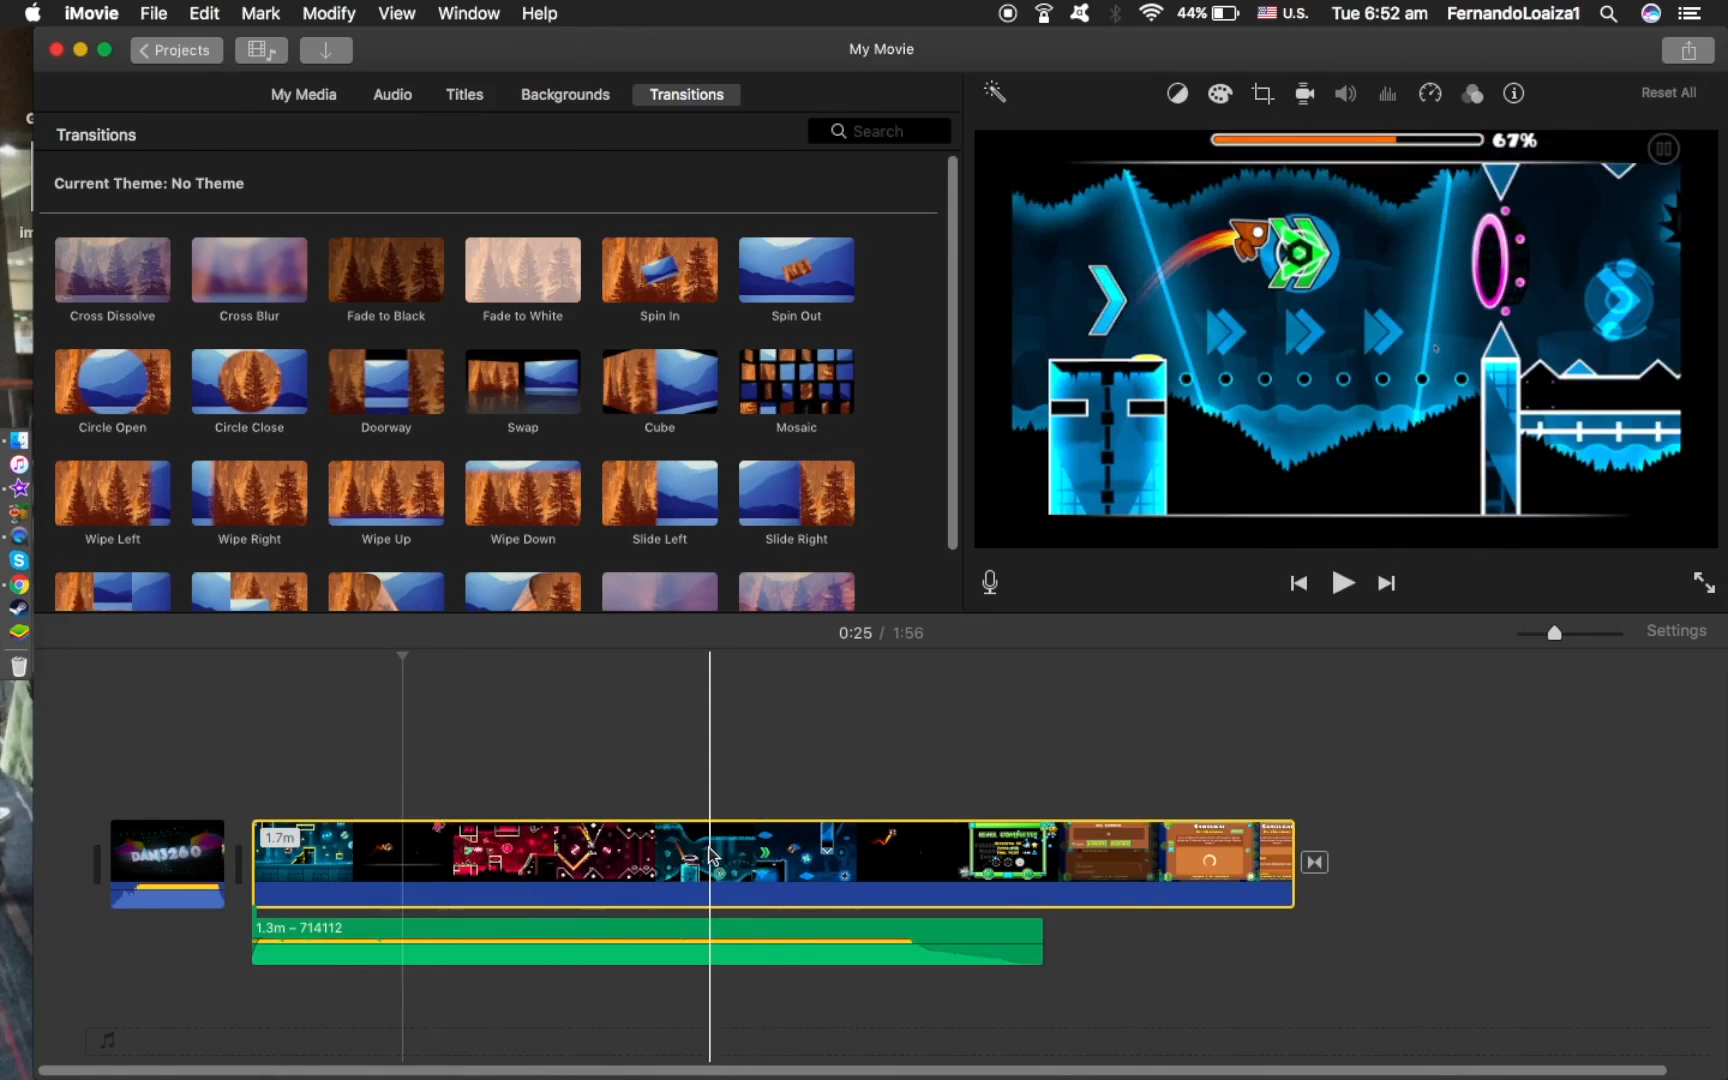 iMovie File Edit Mark Modify View Window Help 44% U.S. Tue 6:52 am FernandoLoaiza1
Projects My Movie
My Media Audio Titles Backgrounds Transitions Reset All
Transitions Search
67%
Current Theme: No Theme
Cross Dissolve Cross Blur Fade to Black Fade to White Spin In Spin Out
Circle Open Circle Close Doorway Swap Cube Mosaic
Wipe Left Wipe Right Wipe Up Wipe Down Slide Left Slide Right
0:25 / 1:56 Settings
1.7m
DAN3260
1.3m – 714112